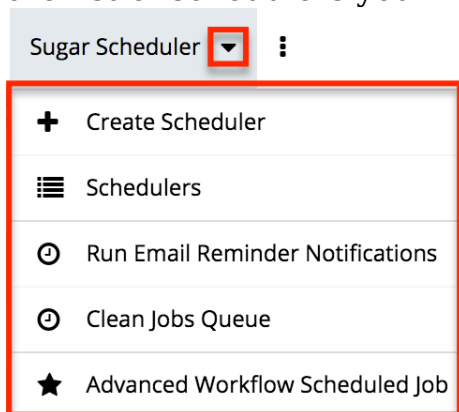 Sugar Scheduler
Create Scheduler
Schedulers
Run Email Reminder Notifications
Clean Jobs Queue
Advanced Workflow Scheduled Job